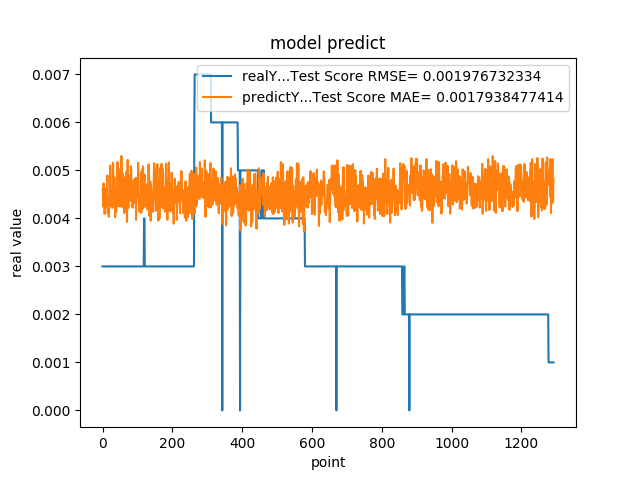 model predict
realY...Test Score RMSE= 0.001976732334
predictY...Test Score MAE= 0.0017938477414
0.007
0.006
0.005
0.004
0.003
0.002
0.001
0.000
real value
0 200 400 600 800 1000 1200
point